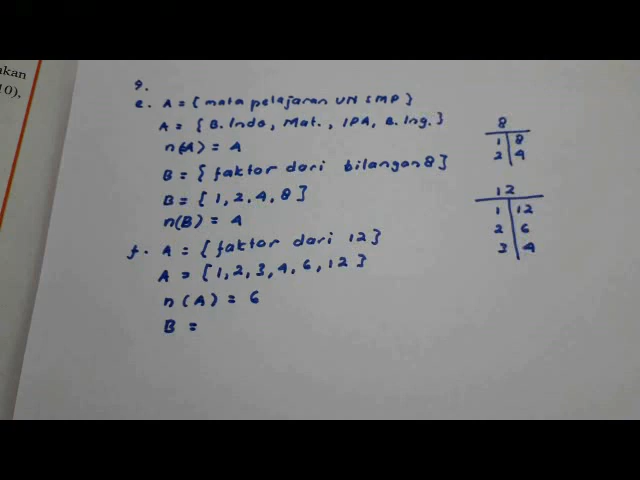 akan
10),
9.
e. A = { mata pelajaran UN SMP }
A = { B. Indo, Mat., IPA, B. Ing. }
n(A) = 4
B = { faktor dari bilangan 8 }
B = { 1, 2, 4, 8 }
n(B) = 4
f. A = { faktor dari 12 }
A = { 1, 2, 3, 4, 6, 12 }
n(A) = 6
B =
8
1 | 8
2 | 4
12
1 | 12
2 | 6
3 | 4